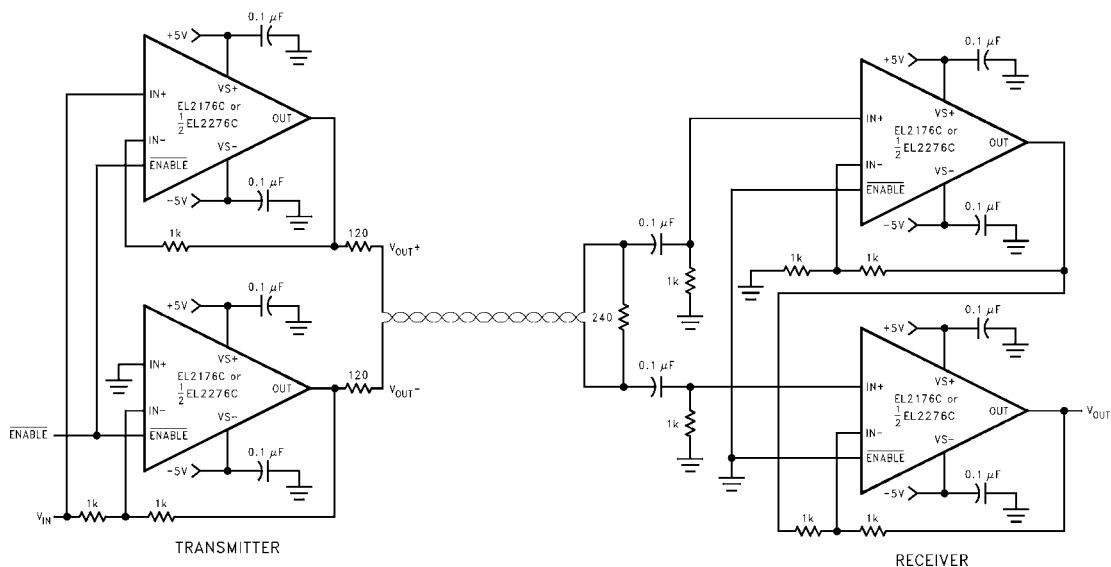 +5V
0.1 μF
VS+
IN+
EL2176C or
1/2 EL2276C
OUT
IN-
VS-
ENABLE
0.1 μF
-5V
1k
120
VOUT+
+5V
0.1 μF
VS+
IN+
EL2176C or
1/2 EL2276C
OUT
120
VOUT-
IN-
VS-
ENABLE
ENABLE
0.1 μF
-5V
VIN
1k
1k
TRANSMITTER
240
0.1 μF
1k
0.1 μF
1k
+5V
0.1 μF
VS+
IN+
EL2176C or
1/2 EL2276C
OUT
IN-
VS-
ENABLE
0.1 μF
-5V
1k
1k
+5V
0.1 μF
VS+
IN+
EL2176C or
1/2 EL2276C
OUT
VOUT
IN-
VS-
ENABLE
0.1 μF
-5V
1k
1k
RECEIVER